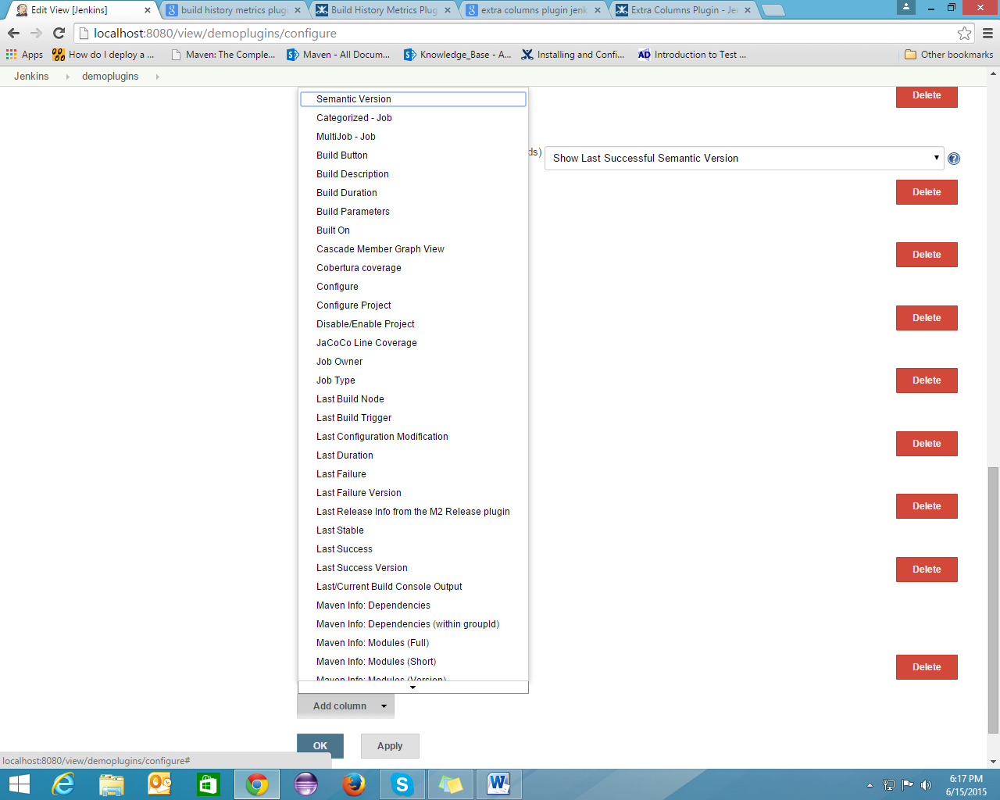 Edit View [Jenkins]
build history metrics plugi
Build History Metrics Plug
extra columns plugin jenk
Extra Columns Plugin - Je
localhost:8080/view/demoplugins/configure
Apps
How do I deploy a ...
Maven: The Comple...
Maven - All Docum...
Knowledge_Base - A...
Installing and Confi...
AD Introduction to Test ...
Other bookmarks
Jenkins
demoplugins
Delete
Semantic Version
Categorized - Job
MultiJob - Job
ds) Show Last Successful Semantic Version
Build Button
Build Description
Build Duration
Delete
Build Parameters
Built On
Cascade Member Graph View
Delete
Cobertura coverage
Configure
Configure Project
Delete
Disable/Enable Project
JaCoCo Line Coverage
Job Owner
Job Type
Delete
Last Build Node
Last Build Trigger
Last Configuration Modification
Delete
Last Duration
Last Failure
Last Failure Version
Last Release Info from the M2 Release plugin
Delete
Last Stable
Last Success
Last Success Version
Delete
Last/Current Build Console Output
Maven Info: Dependencies
Maven Info: Dependencies (within groupId)
Maven Info: Modules (Full)
Maven Info: Modules (Short)
Delete
Maven Info: Modules (Version)
Add column
OK
Apply
localhost:8080/view/demoplugins/configure#
6:17 PM
6/15/2015